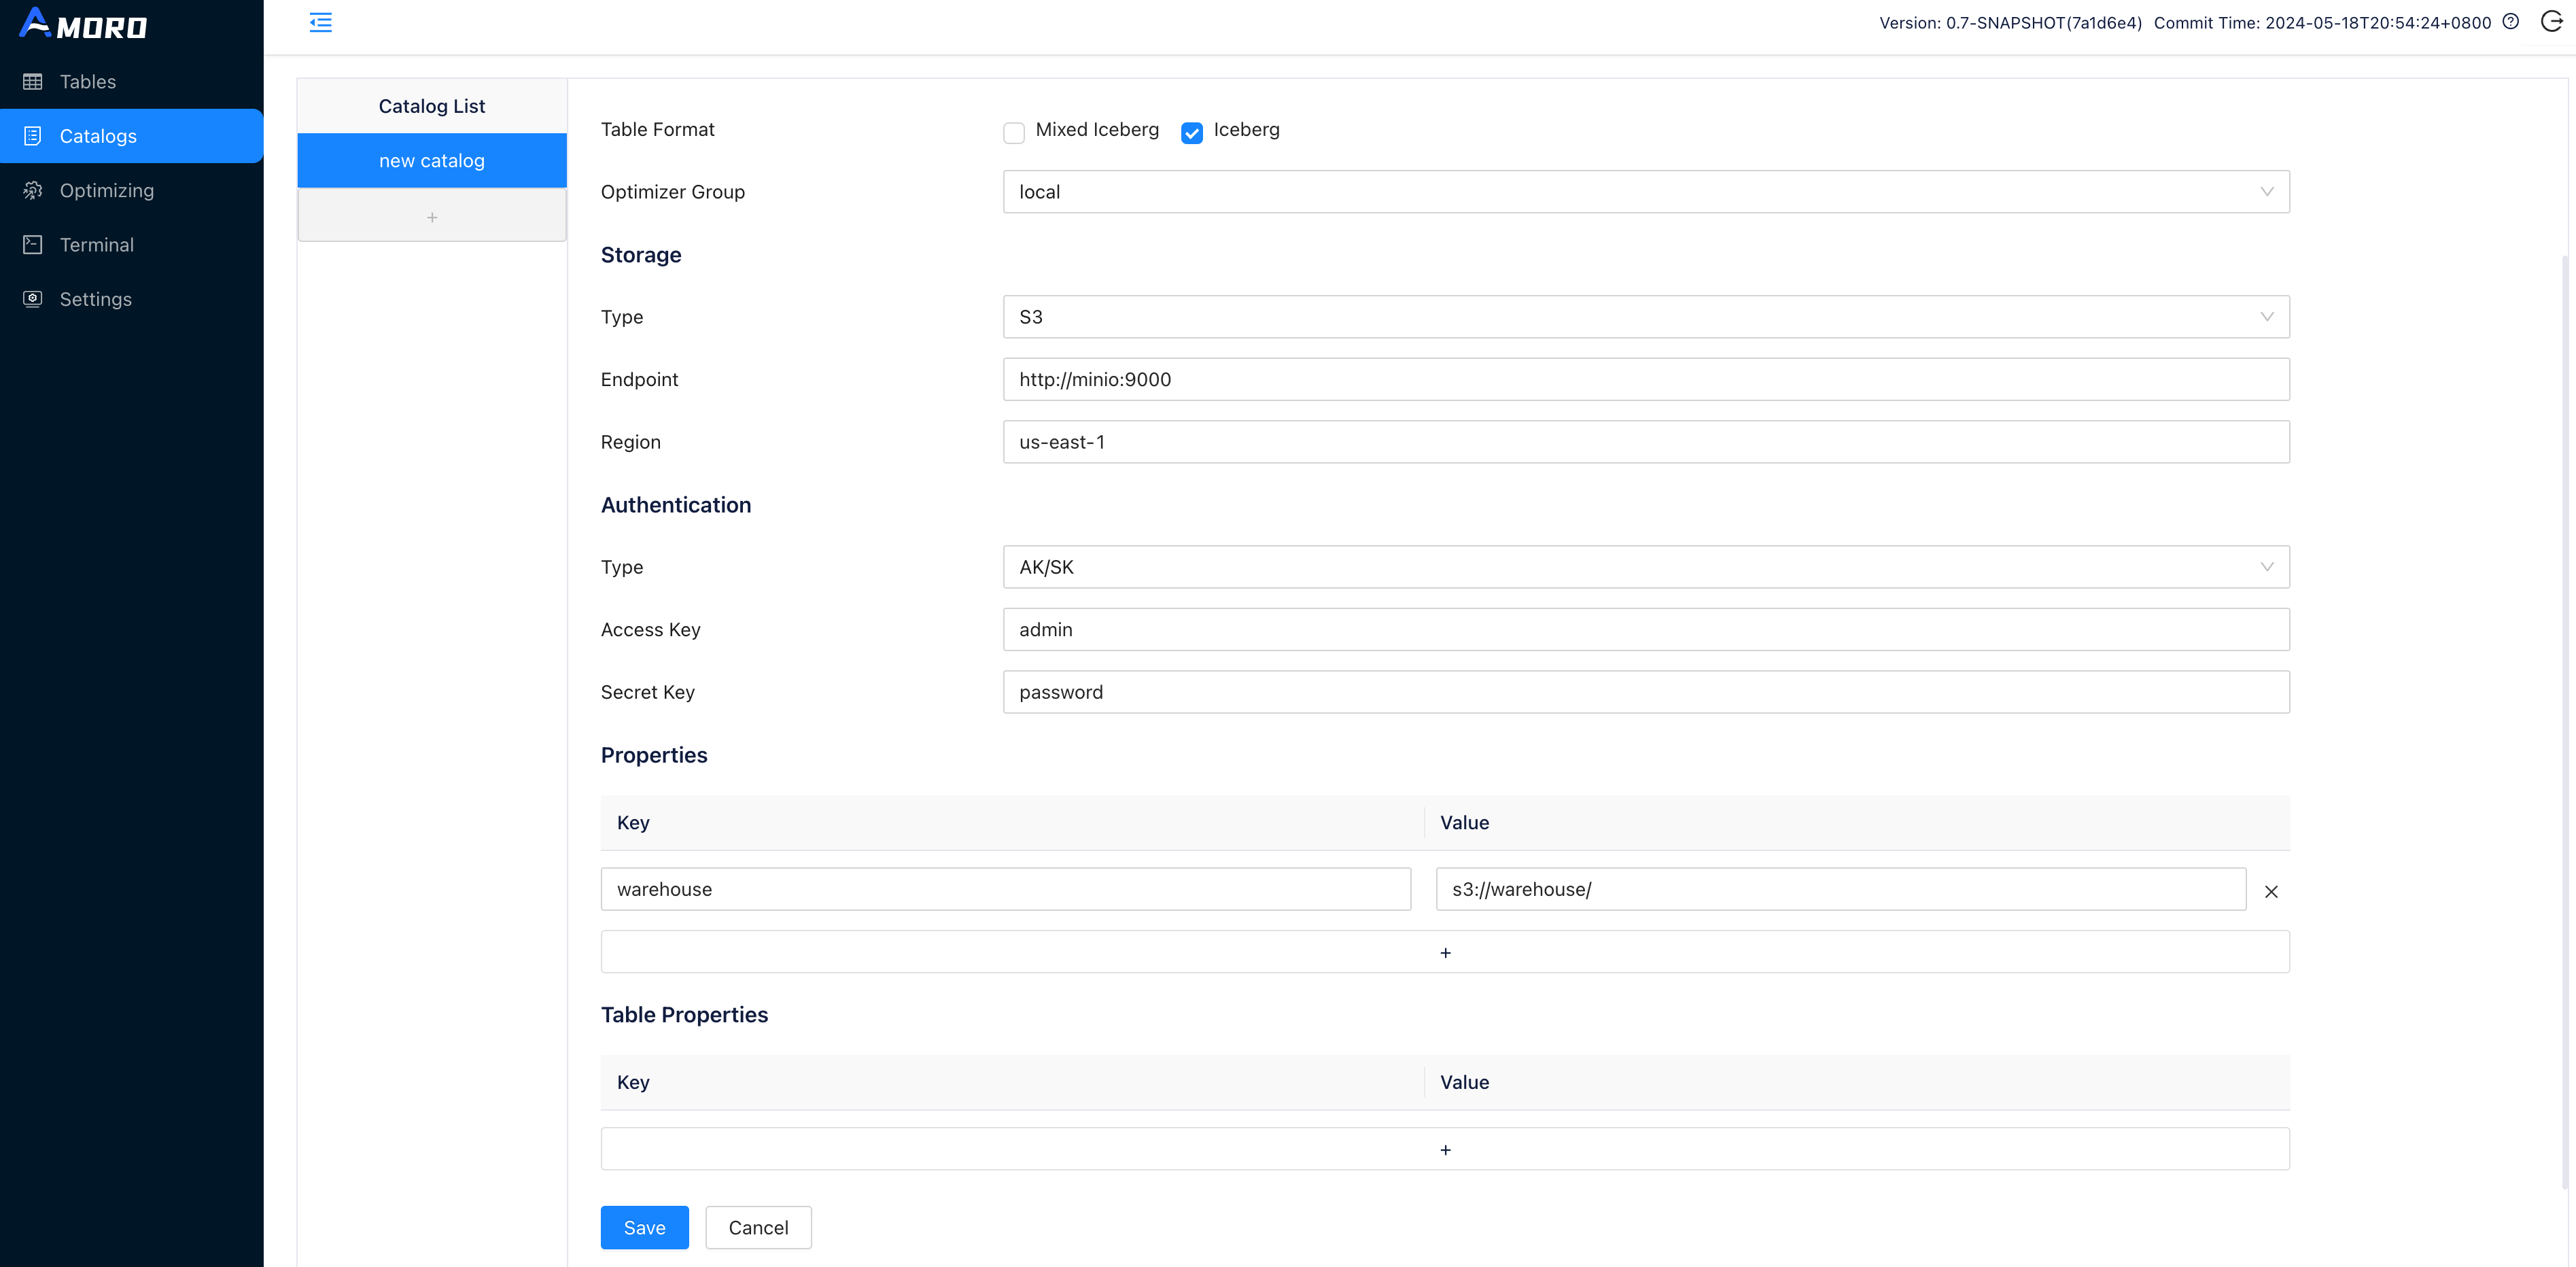 AMORO
Version: 0.7-SNAPSHOT(7a1d6e4) Commit Time: 2024-05-18T20:54:24+0800
Tables
Catalogs
Optimizing
Terminal
Settings
Catalog List
new catalog
+
Table Format Mixed Iceberg Iceberg
Optimizer Group local
Storage
Type S3
Endpoint http://minio:9000
Region us-east-1
Authentication
Type AK/SK
Access Key admin
Secret Key password
Properties
Key Value
warehouse s3://warehouse/
+
Table Properties
Key Value
+
Save Cancel